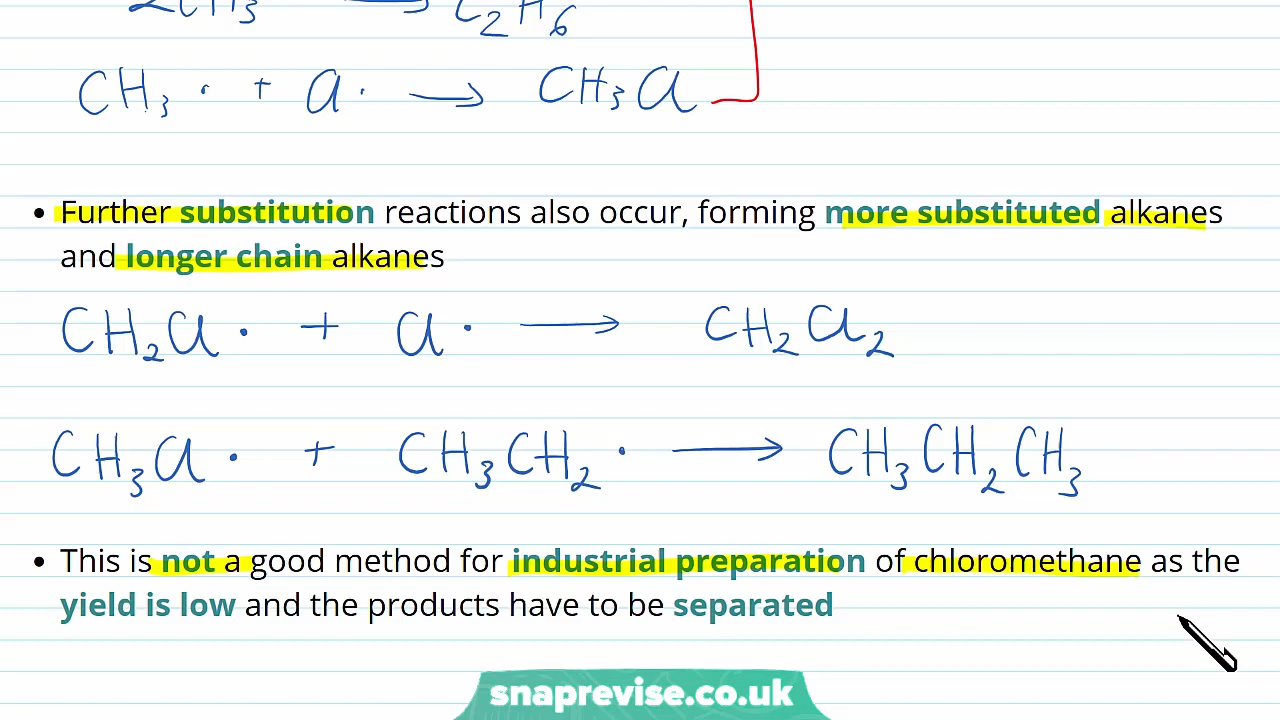 2CH3 → C2H6
CH3· + Cl· → CH3Cl
• Further substitution reactions also occur, forming more substituted alkanes
and longer chain alkanes
CH2Cl· + Cl· → CH2Cl2
CH3Cl· + CH3CH2· → CH3CH2CH3
• This is not a good method for industrial preparation of chloromethane as the
yield is low and the products have to be separated
snaprevise.co.uk